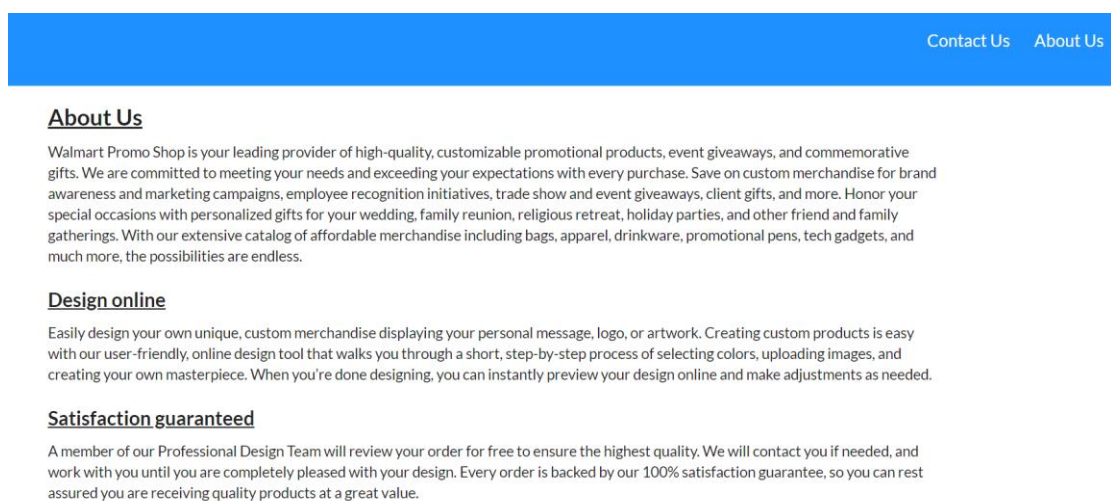 Contact Us About Us
About Us
Walmart Promo Shop is your leading provider of high-quality, customizable promotional products, event giveaways, and commemorative
gifts. We are committed to meeting your needs and exceeding your expectations with every purchase. Save on custom merchandise for brand
awareness and marketing campaigns, employee recognition initiatives, trade show and event giveaways, client gifts, and more. Honor your
special occasions with personalized gifts for your wedding, family reunion, religious retreat, holiday parties, and other friend and family
gatherings. With our extensive catalog of affordable merchandise including bags, apparel, drinkware, promotional pens, tech gadgets, and
much more, the possibilities are endless.
Design online
Easily design your own unique, custom merchandise displaying your personal message, logo, or artwork. Creating custom products is easy
with our user-friendly, online design tool that walks you through a short, step-by-step process of selecting colors, uploading images, and
creating your own masterpiece. When you're done designing, you can instantly preview your design online and make adjustments as needed.
Satisfaction guaranteed
A member of our Professional Design Team will review your order for free to ensure the highest quality. We will contact you if needed, and
work with you until you are completely pleased with your design. Every order is backed by our 100% satisfaction guarantee, so you can rest
assured you are receiving quality products at a great value.